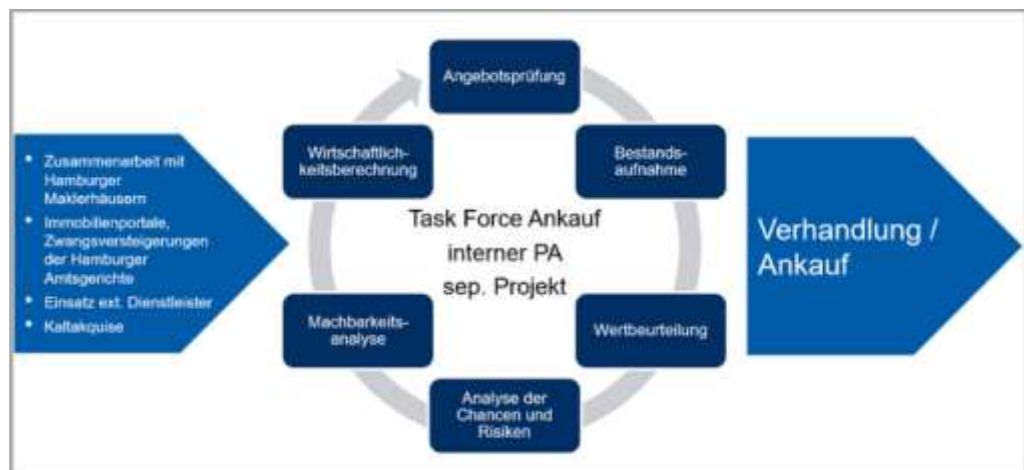 • Zusammenarbeit mit
Hamburger
Maklerhäusern
• Immobilienportale,
Zwangsversteigerungen
der Hamburger
Amtsgerichte
• Einsatz ext. Dienstleister
• Kaltakquise
Angebotsprüfung
Bestands-
aufnahme
Wertbeurteilung
Analyse der
Chancen und
Risiken
Machbarkeits-
analyse
Wirtschaftlich-
keitsberechnung
Task Force Ankauf
interner PA
sep. Projekt
Verhandlung /
Ankauf